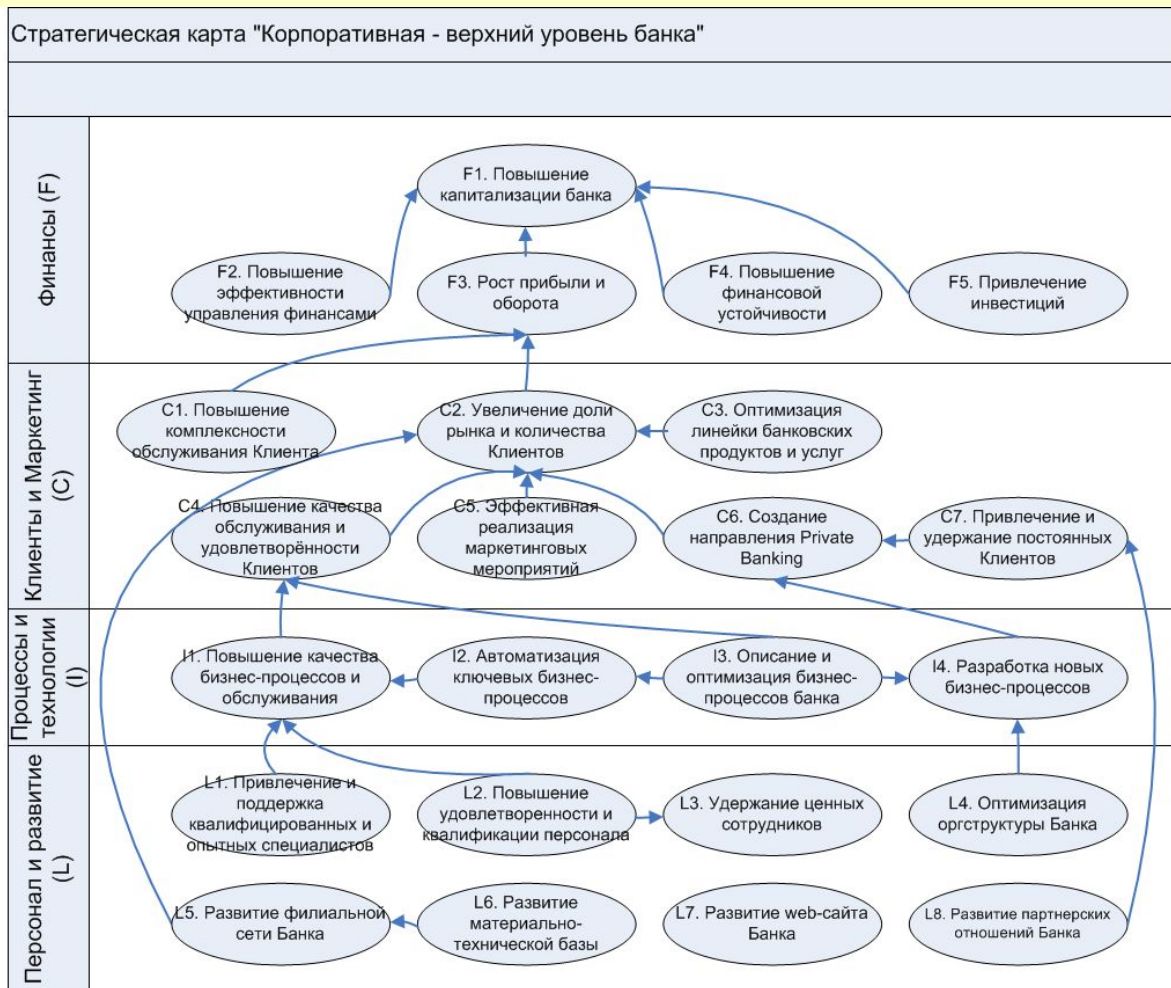 Стратегическая карта "Корпоративная - верхний уровень банка"
Финансы (F)
F1. Повышение
капитализации банка
F2. Повышение
эффективности
управления финансами
F3. Рост прибыли и
оборота
F4. Повышение
финансовой
устойчивости
F5. Привлечение
инвестиций
Клиенты и Маркетинг
(C)
C1. Повышение
комплексности
обслуживания Клиента
C2. Увеличение доли
рынка и количества
Клиентов
C3. Оптимизация
линейки банковских
продуктов и услуг
C4. Повышение качества
обслуживания и
удовлетворённости
Клиентов
C5. Эффективная
реализация
маркетинговых
мероприятий
C6. Создание
направления Private
Banking
C7. Привлечение и
удержание постоянных
Клиентов
Процессы и
технологии
(I)
I1. Повышение качества
бизнес-процессов и
обслуживания
I2. Автоматизация
ключевых бизнес-
процессов
I3. Описание и
оптимизация бизнес-
процессов банка
I4. Разработка новых
бизнес-процессов
Персонал и развитие
(L)
L1. Привлечение и
поддержка
квалифицированных и
опытных специалистов
L2. Повышение
удовлетворенности и
квалификации персонала
L3. Удержание ценных
сотрудников
L4. Оптимизация
оргструктуры Банка
L5. Развитие филиальной
сети Банка
L6. Развитие
материально-
технической базы
L7. Развитие web-сайта
Банка
L8. Развитие партнерских
отношений Банка